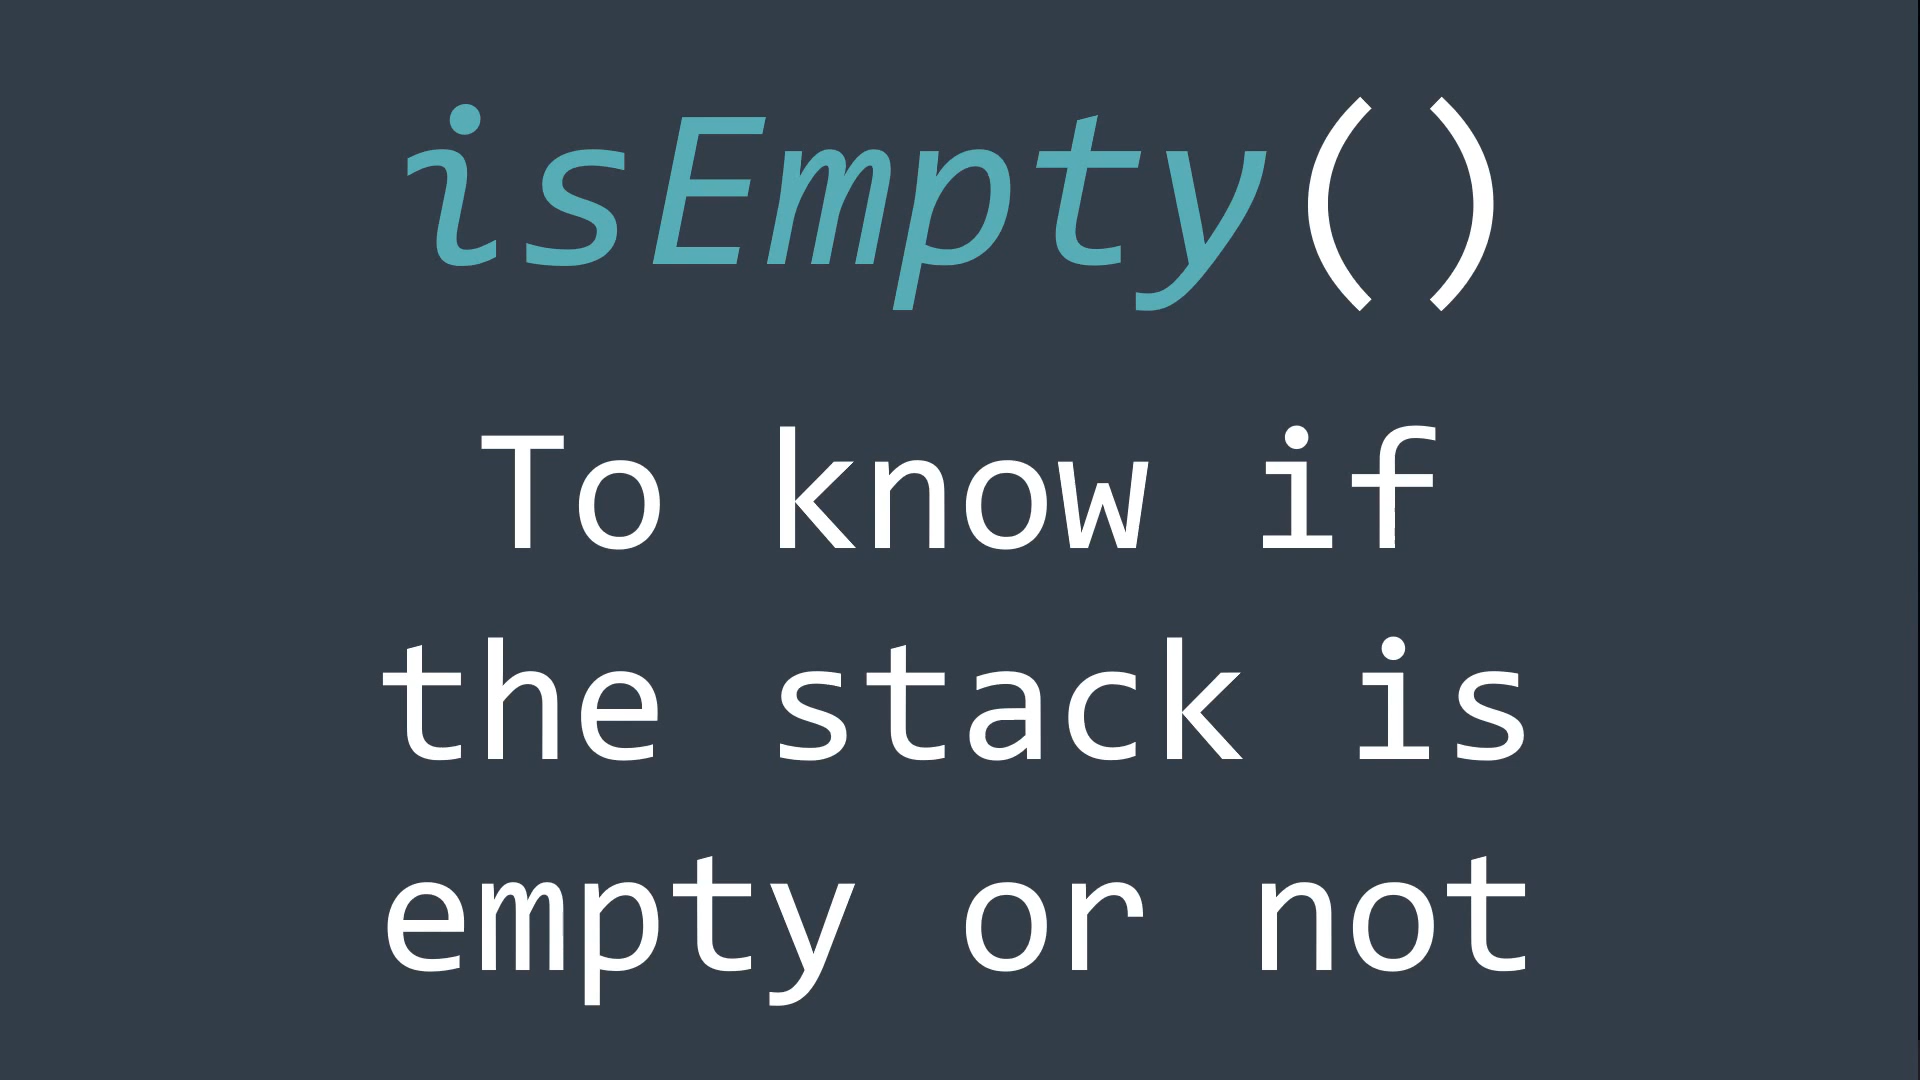 isEmpty()
To know if
the stack is
empty or not